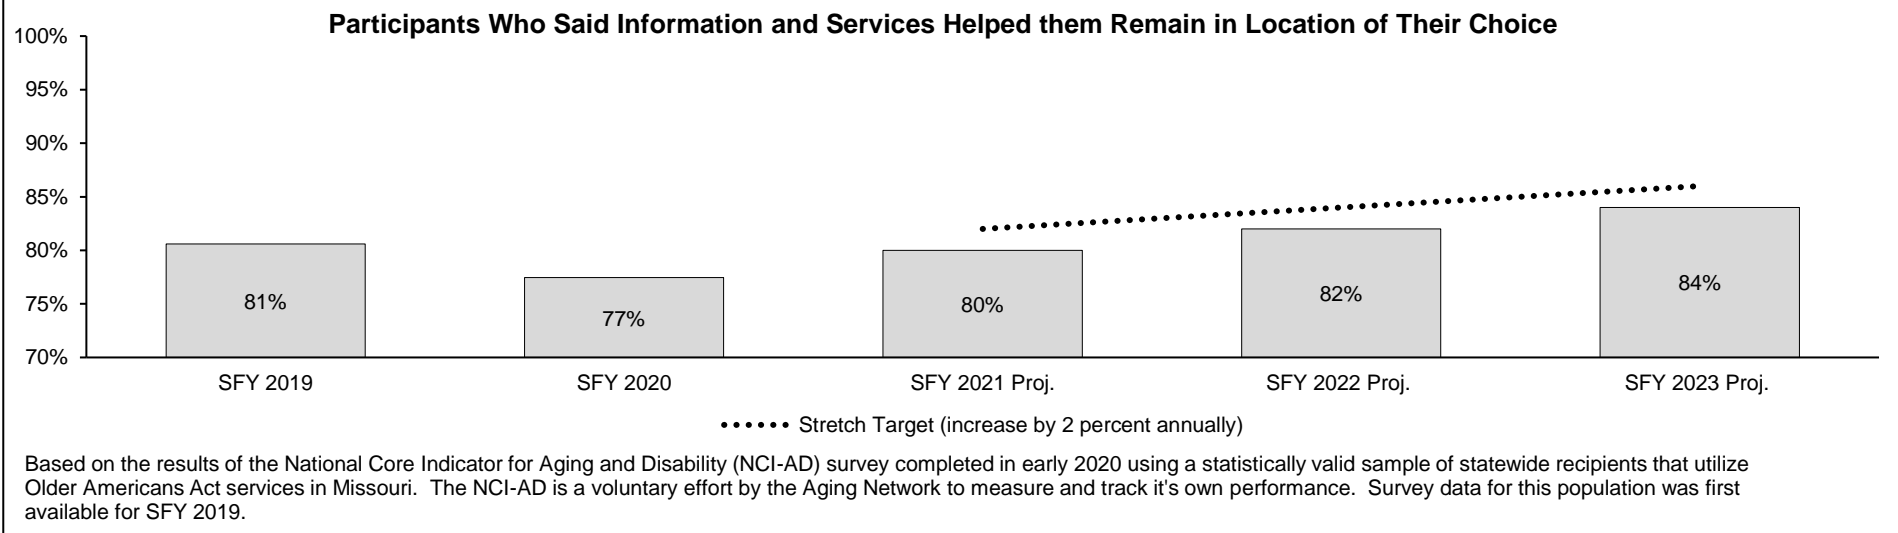 Participants Who Said Information and Services Helped them Remain in Location of Their Choice
100%
95%
90%
85%
80%
75%
70%
81%
77%
80%
82%
84%
SFY 2019
SFY 2020
SFY 2021 Proj.
SFY 2022 Proj.
SFY 2023 Proj.
Stretch Target (increase by 2 percent annually)
Based on the results of the National Core Indicator for Aging and Disability (NCI-AD) survey completed in early 2020 using a statistically valid sample of statewide recipients that utilize
Older Americans Act services in Missouri.  The NCI-AD is a voluntary effort by the Aging Network to measure and track it's own performance.  Survey data for this population was first
available for SFY 2019.